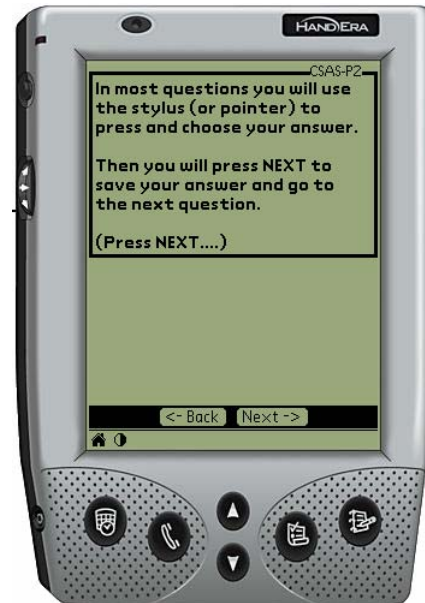 HANDERA
CSAS-P2
In most questions you will use
the stylus (or pointer) to
press and choose your answer.
Then you will press NEXT to
save your answer and go to
the next question.
(Press NEXT....)
<- Back Next ->